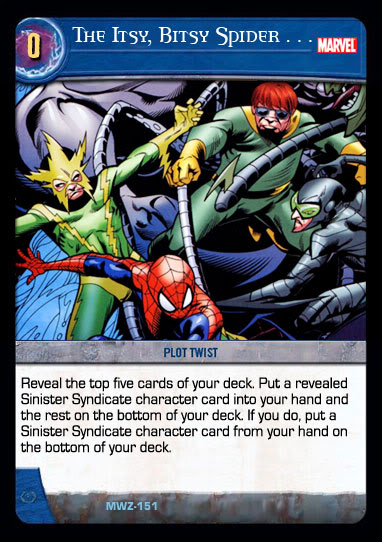 0
The Itsy, Bitsy Spider . . .
MARVEL
PLOT TWIST
Reveal the top five cards of your deck. Put a revealed
Sinister Syndicate character card into your hand and
the rest on the bottom of your deck. If you do, put a
Sinister Syndicate character card from your hand on
the bottom of your deck.
MWZ-151